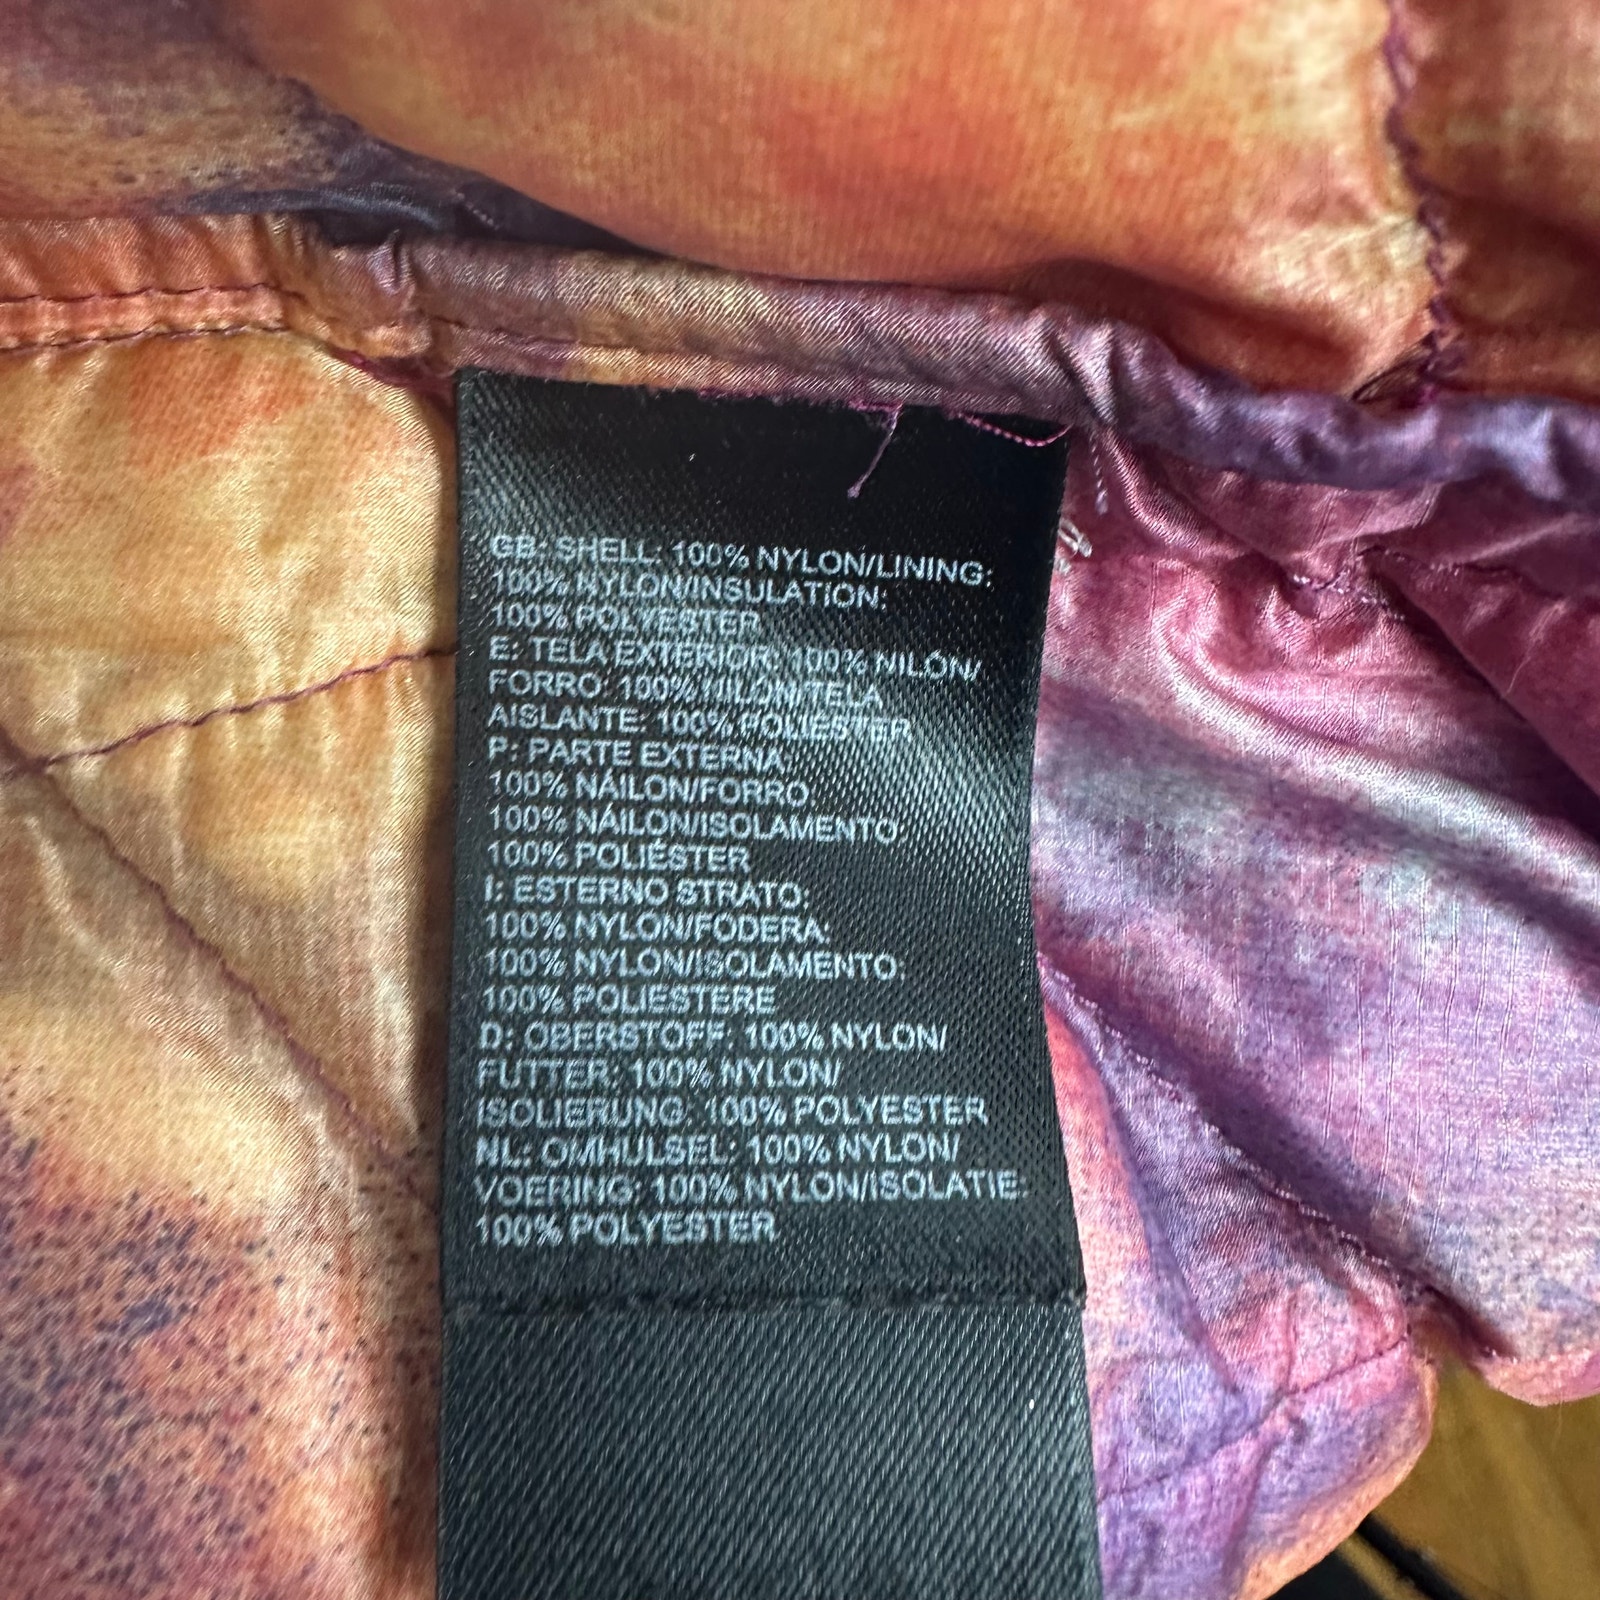 GB: SHELL: 100% NYLON/LINING:
100% NYLON/INSULATION:
100% POLYESTER
E: TELA EXTERIOR: 100% NILÓN/
FORRO: 100% NILÓN/TELA
AISLANTE: 100% POLIÉSTER
P: PARTE EXTERNA:
100% NÁILON/FORRO:
100% NÁILON/ISOLAMENTO:
100% POLIÉSTER
I: ESTERNO STRATO:
100% NYLON/FODERA:
100% NYLON/ISOLAMENTO:
100% POLIESTERE
D: OBERSTOFF: 100% NYLON/
FUTTER: 100% NYLON/
ISOLIERUNG: 100% POLYESTER
NL: OMHULSEL: 100% NYLON/
VOERING: 100% NYLON/ISOLATIE:
100% POLYESTER